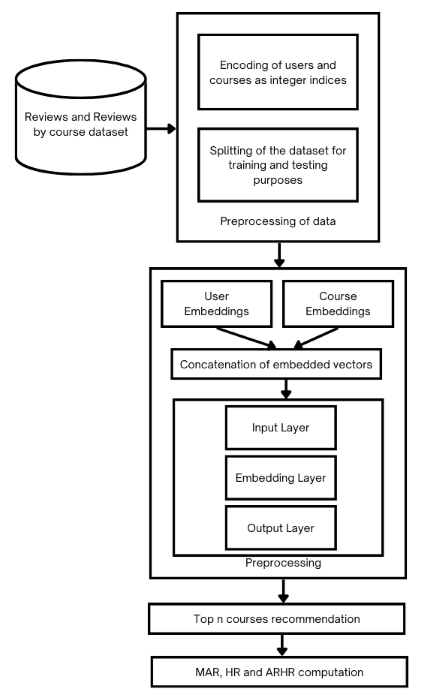 Reviews and Reviews
by course dataset
Encoding of users and
courses as integer indices
Splitting of the dataset for
training and testing
purposes
Preprocessing of data
User
Embeddings
Course
Embeddings
Concatenation of embedded vectors
Input Layer
Embedding Layer
Output Layer
Preprocessing
Top n courses recommendation
MAR, HR and ARHR computation